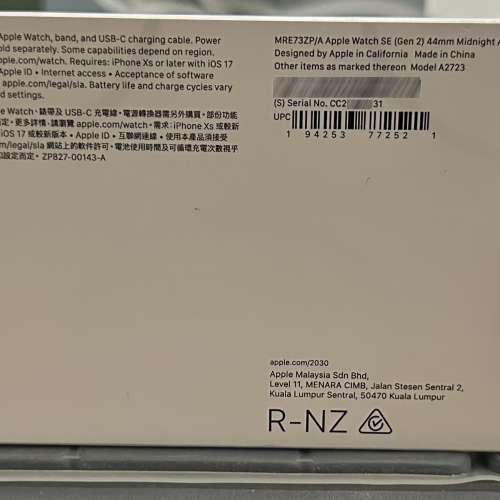 Apple Watch, band, and USB-C charging cable. Power
old separately. Some capabilities depend on region.
pple.com/watch. Requires: iPhone Xs or later with iOS 17
Apple ID • Internet access • Acceptance of software
apple.com/legal/sla. Battery life and charge cycles vary
d settings.
e Watch、錶帶及 USB-C 充電線。電源轉換器需另外購買。部份功能
而定。更多詳情，請瀏覽 apple.com/watch。需求：iPhone Xs 或較新
iOS 17 或較新版本 • Apple ID • 互聯網連線 • 使用本產品須接受
om/legal/sla 網站上的軟件許可。電池使用時間及可循環充電次數視乎
和設定而定。 ZP827-00143-A
MRE73ZP/A Apple Watch SE (Gen 2) 44mm Midnight A
Designed by Apple in California Made in China
Other items as marked thereon Model A2723
(S) Serial No. CC2 31
UPC
1 94253 77252 1
apple.com/2030
Apple Malaysia Sdn Bhd,
Level 11, MENARA CIMB, Jalan Stesen Sentral 2,
Kuala Lumpur Sentral, 50470 Kuala Lumpur
R-NZ